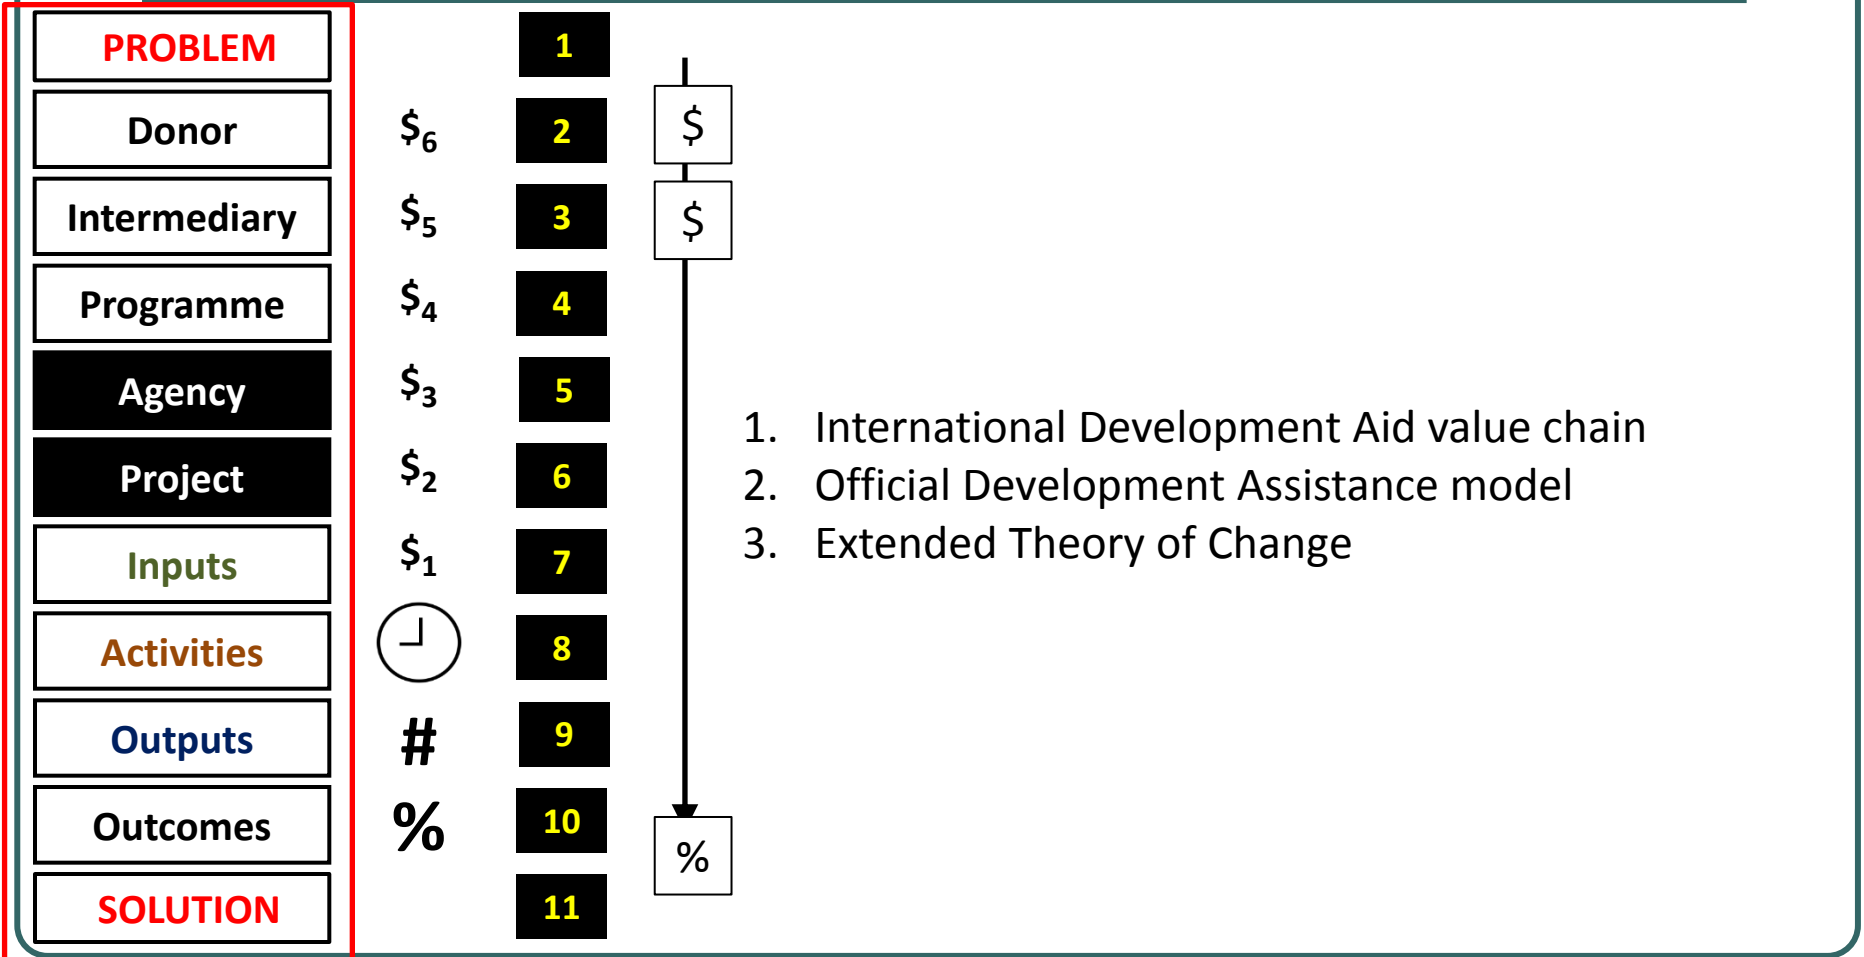 PROBLEM 1
Donor $6 2 $
Intermediary $5 3 $
Programme $4 4
Agency $3 5
Project $2 6
Inputs $1 7
Activities 8
Outputs # 9
Outcomes % 10 %
SOLUTION 11
1. International Development Aid value chain
2. Official Development Assistance model
3. Extended Theory of Change